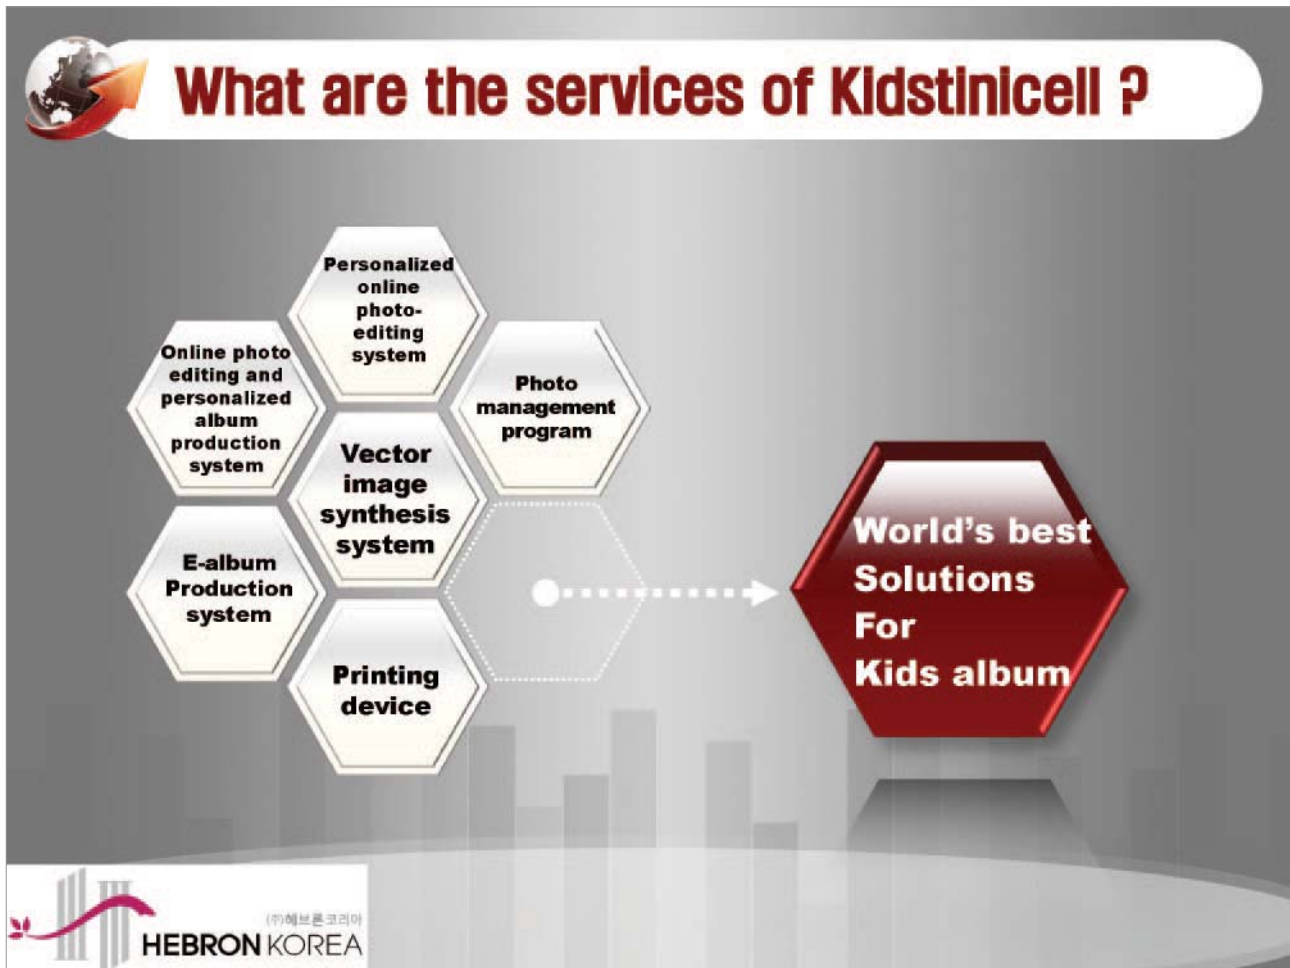 What are the services of Kidstinicell ?
Personalized
online
photo-
editing
system
Online photo
editing and
personalized
album
production
system
Photo
management
program
Vector
image
synthesis
system
E-album
Production
system
Printing
device
World's best
Solutions
For
Kids album
(주)헤브론코리아
HEBRON KOREA